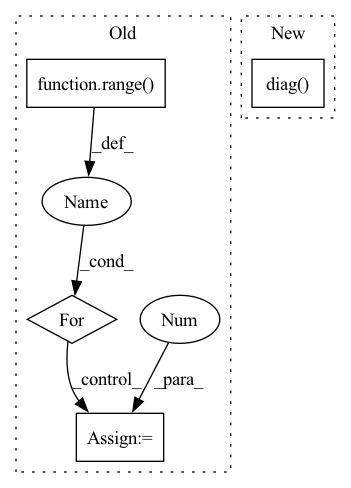 Old
New
function.range()
diag()
_def_
Name
_cond_
For
Num
_control_
_para_
Assign:=